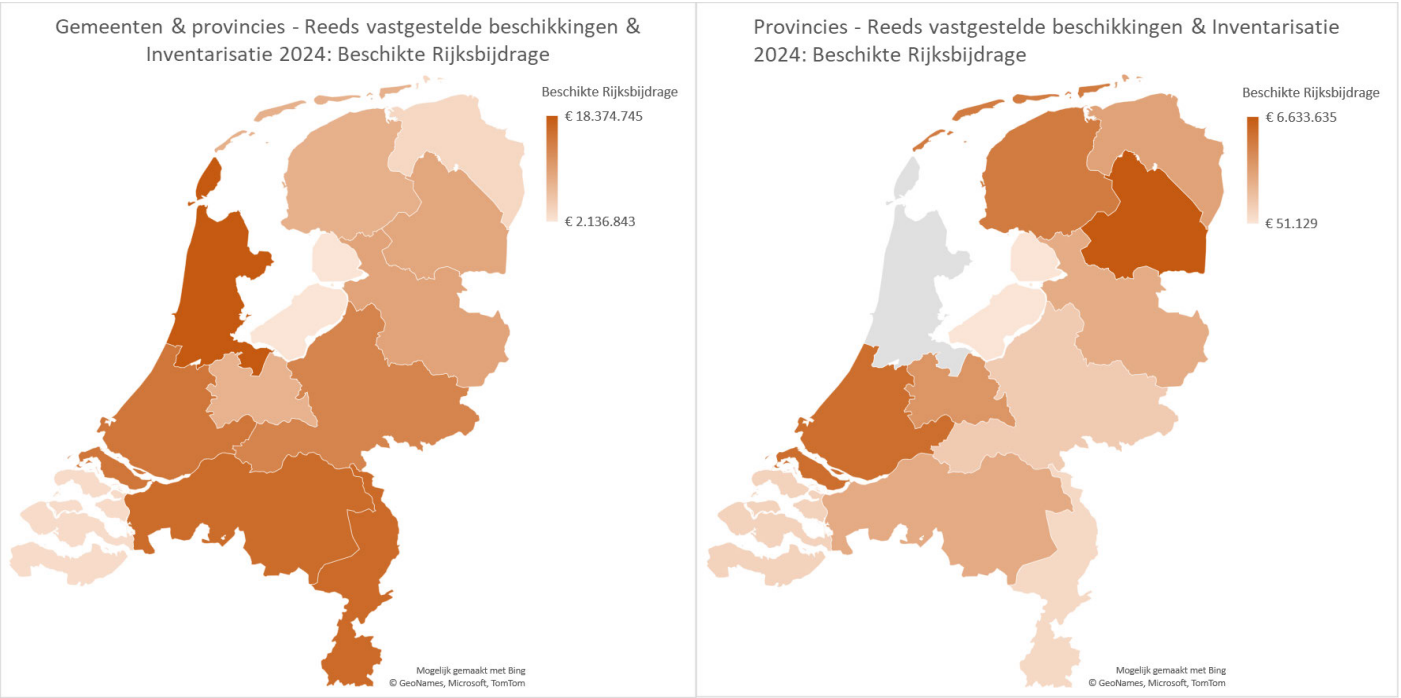 Gemeenten & provincies - Reeds vastgestelde beschikkingen &
Inventarisatie 2024: Beschikte Rijksbijdrage
Beschikte Rijksbijdrage
€ 18.374.745
€ 2.136.843
Mogelijk gemaakt met Bing
© GeoNames, Microsoft, TomTom
Provincies - Reeds vastgestelde beschikkingen & Inventarisatie
2024: Beschikte Rijksbijdrage
Beschikte Rijksbijdrage
€ 6.633.635
€ 51.129
Mogelijk gemaakt met Bing
© GeoNames, Microsoft, TomTom